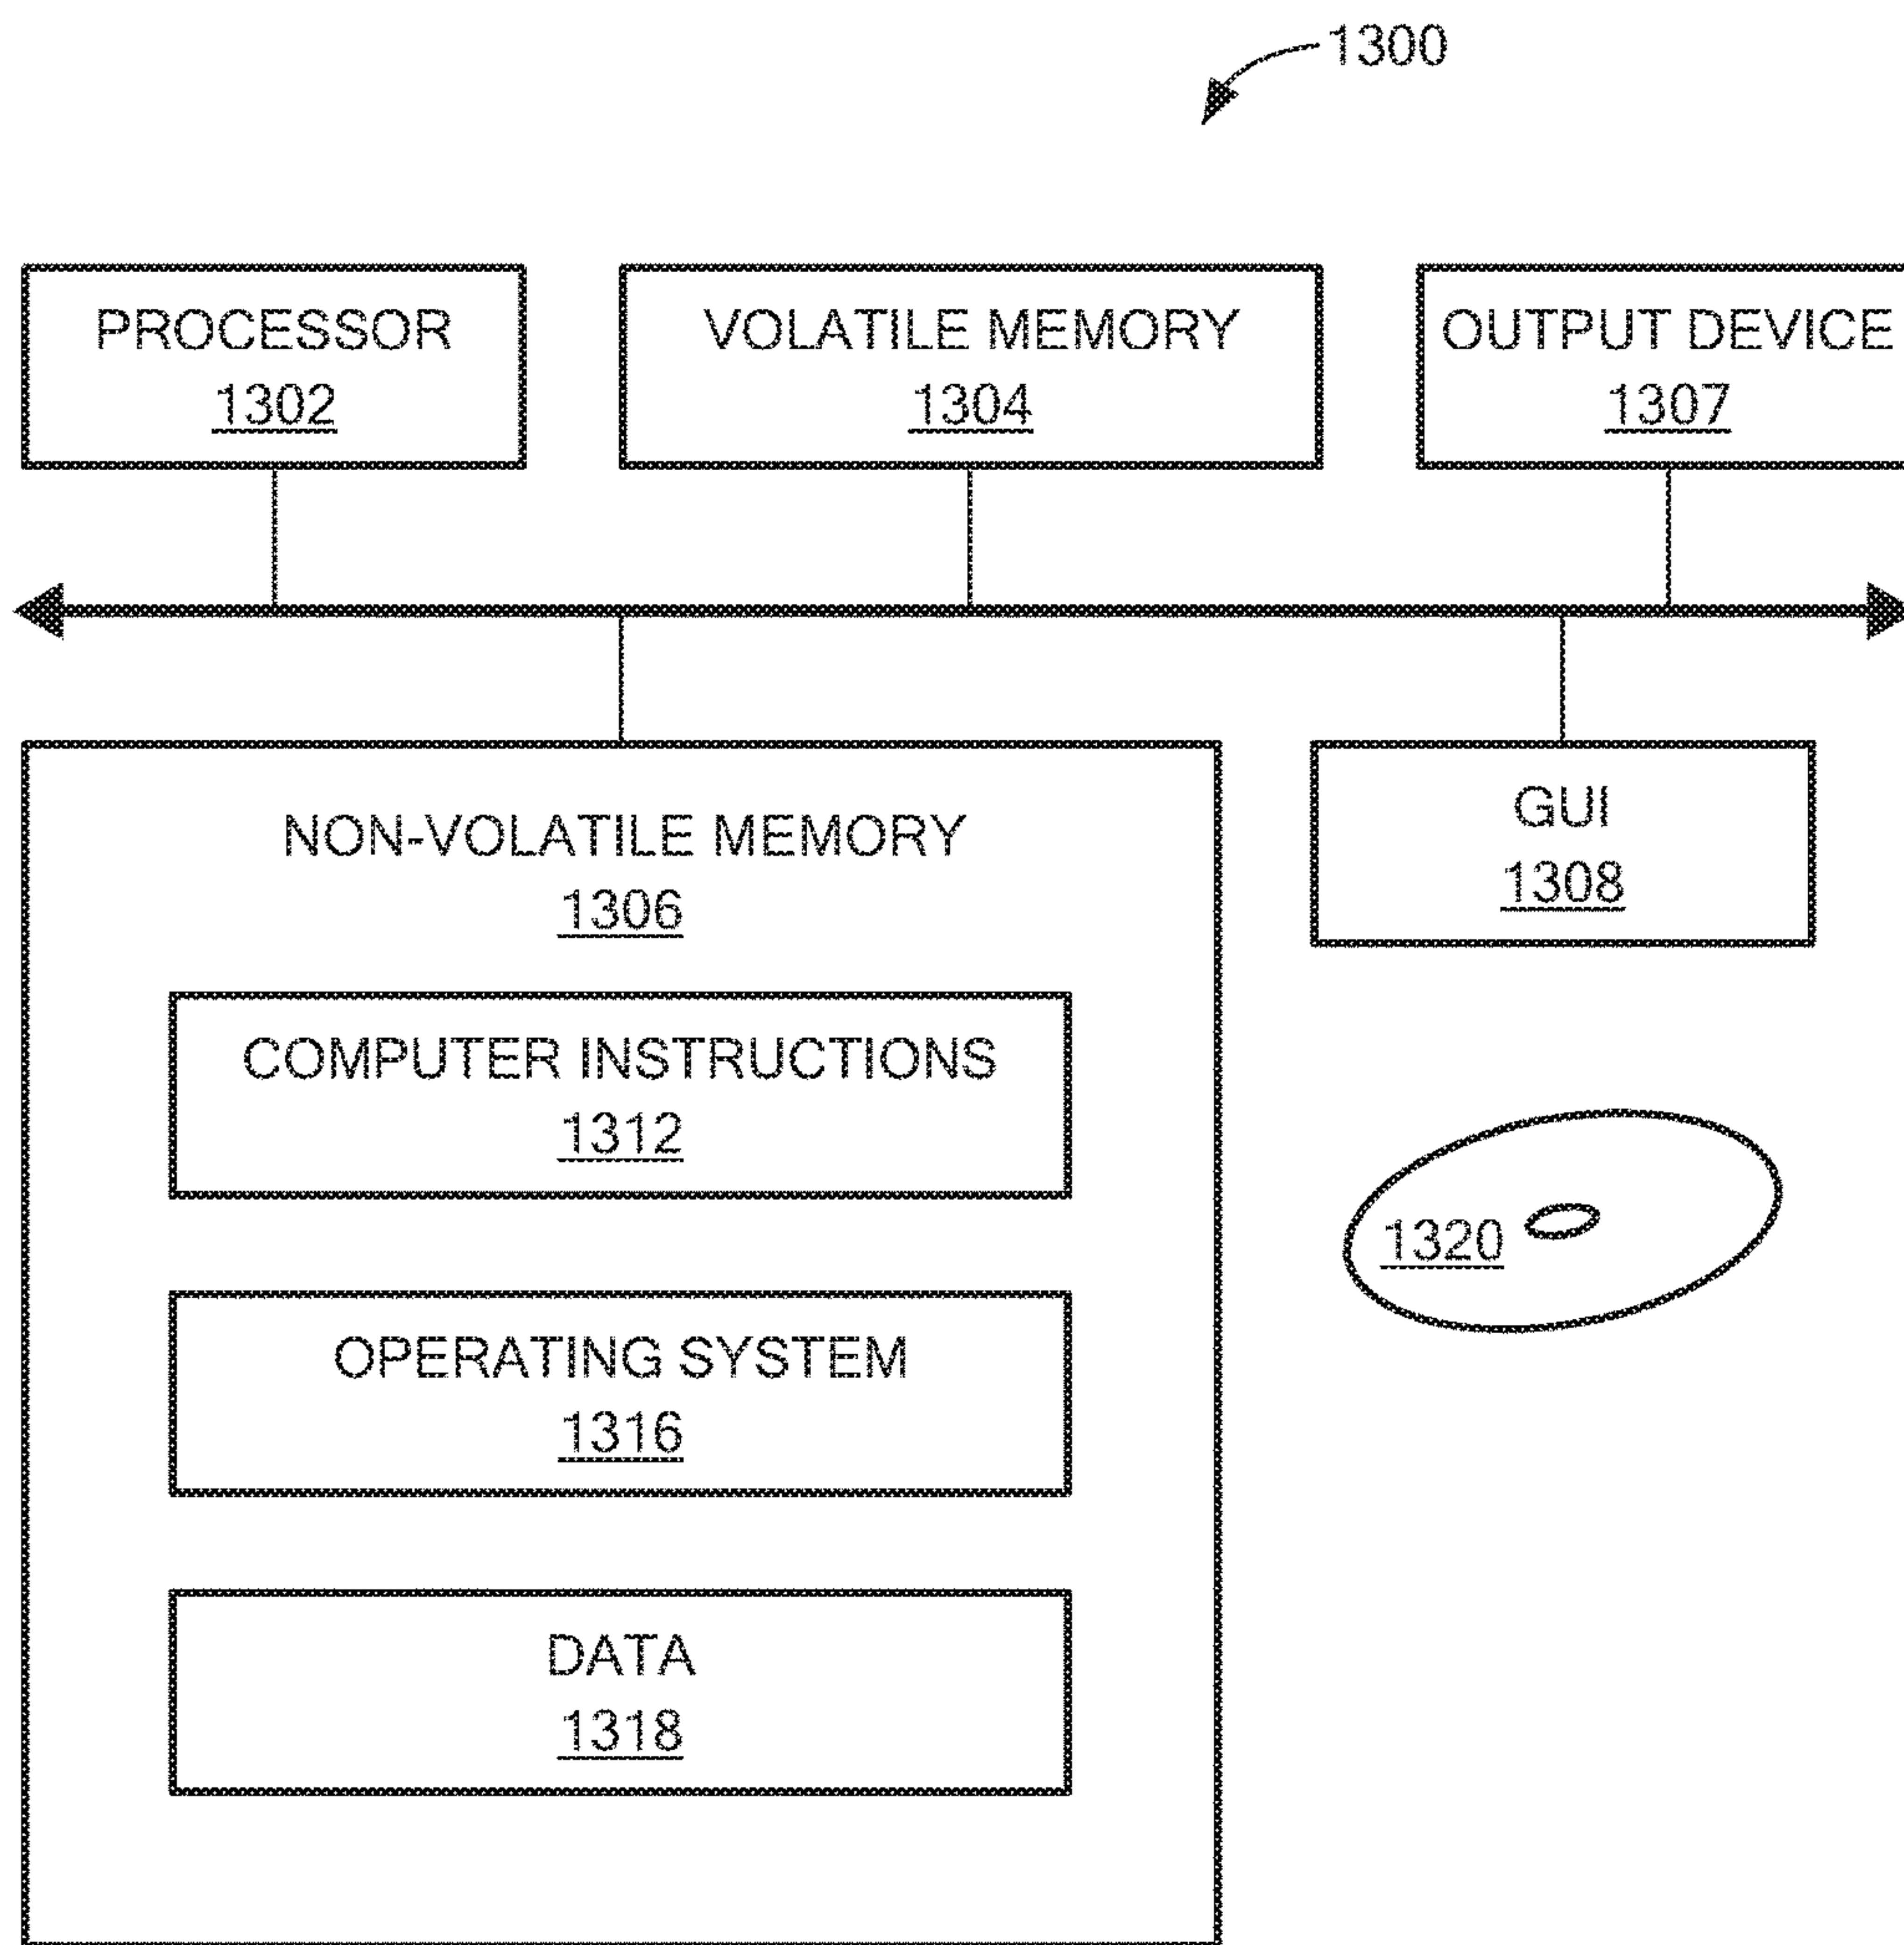 1300
PROCESSOR
1302
VOLATILE MEMORY
1304
OUTPUT DEVICE
1307
NON-VOLATILE MEMORY
1306
GUI
1308
COMPUTER INSTRUCTIONS
1312
1320
OPERATING SYSTEM
1316
DATA
1318